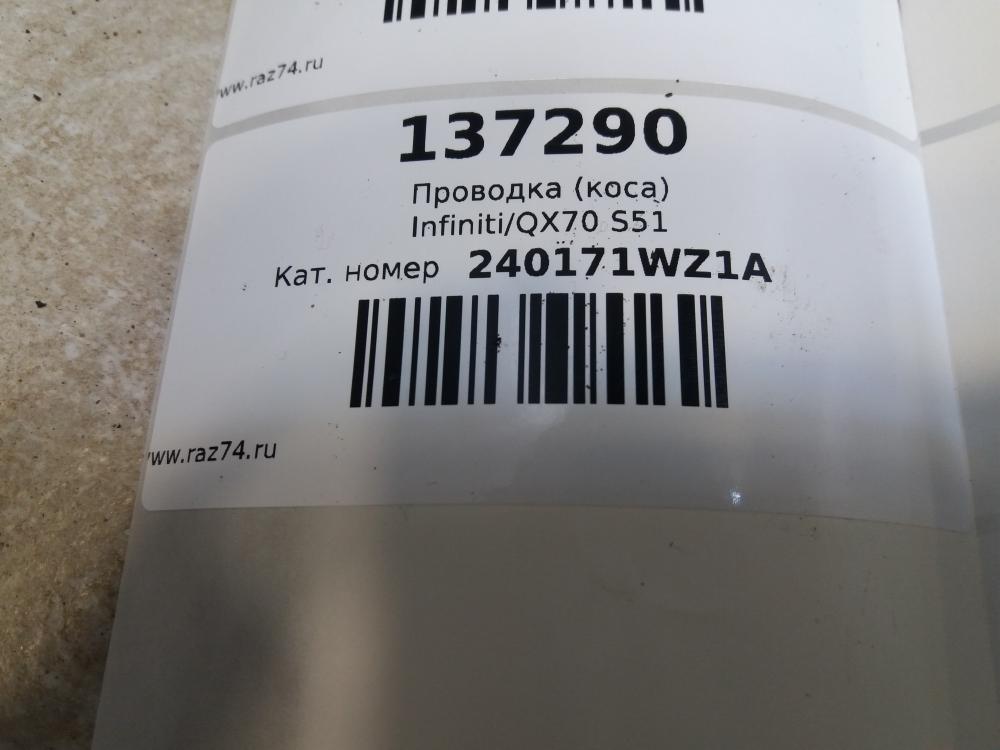 www.raz74.ru
137290
Проводка (коса)
Infiniti/QX70 S51
Кат. номер 240171WZ1A
www.raz74.ru